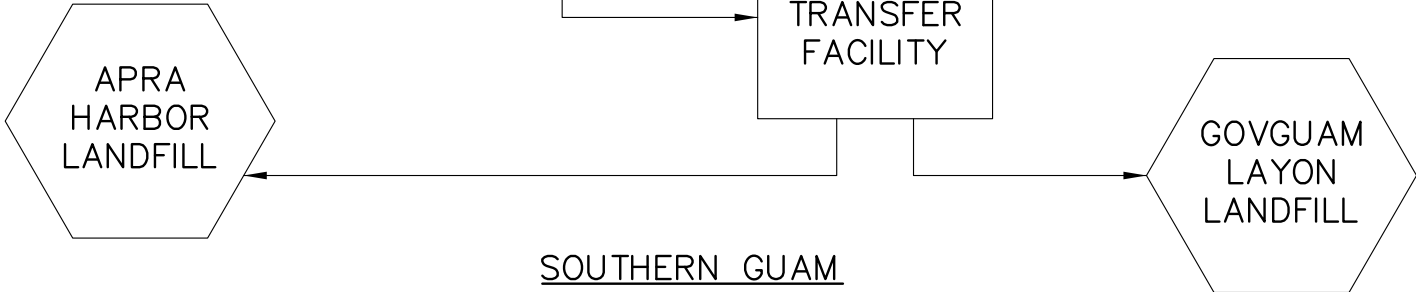 TRANSFER
FACILITY
APRA
HARBOR
LANDFILL
GOVGUAM
LAYON
LANDFILL
SOUTHERN GUAM